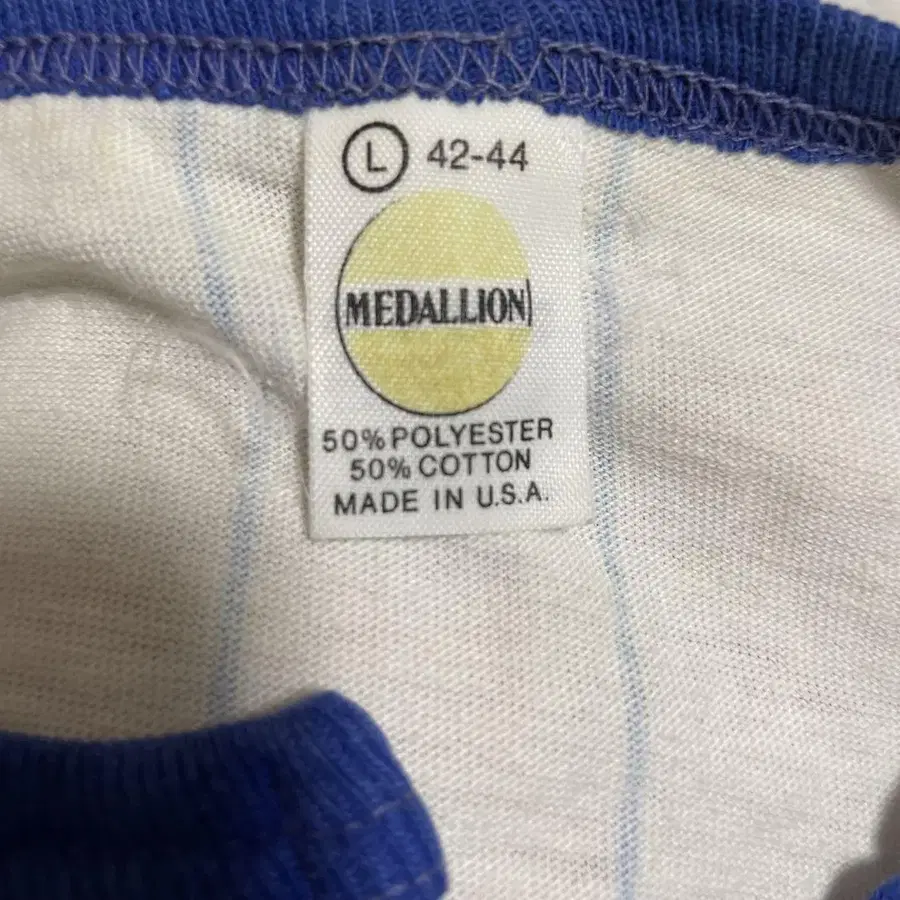 L 42-44
MEDALLION
50% POLYESTER
50% COTTON
MADE IN U.S.A.